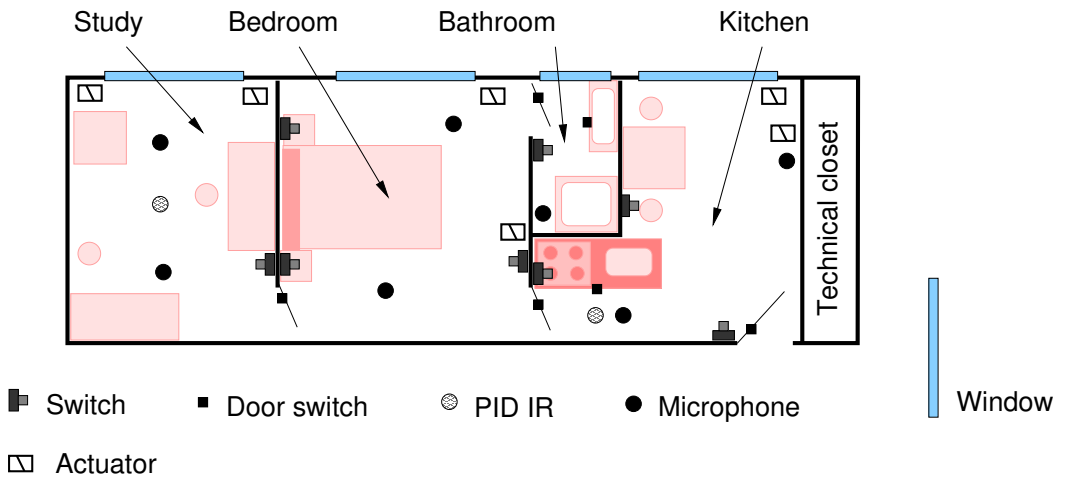 Study
Bedroom
Bathroom
Kitchen
Technical closet
Switch
Door switch
PID IR
Microphone
Window
Actuator